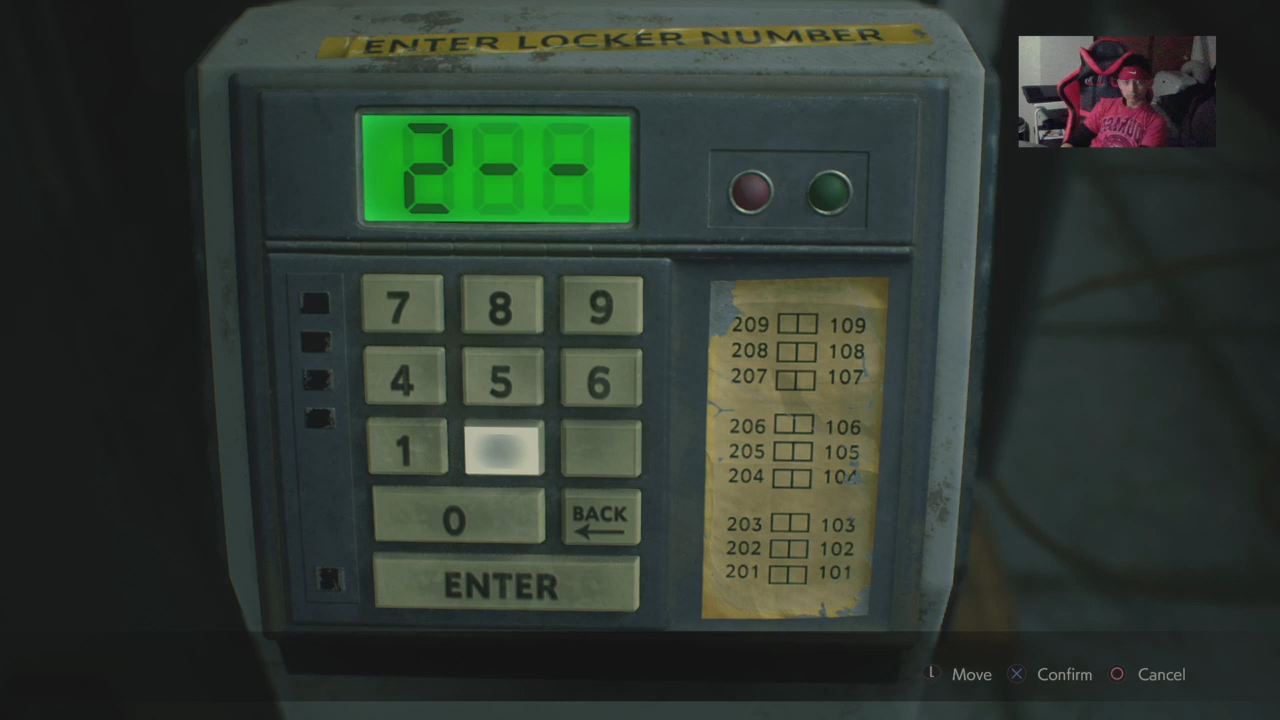 ENTER LOCKER NUMBER
2--
7 8 9
4 5 6
1
0 BACK
ENTER
209 109
208 108
207 107
206 106
205 105
204 104
203 103
202 102
201 101
L Move Confirm Cancel